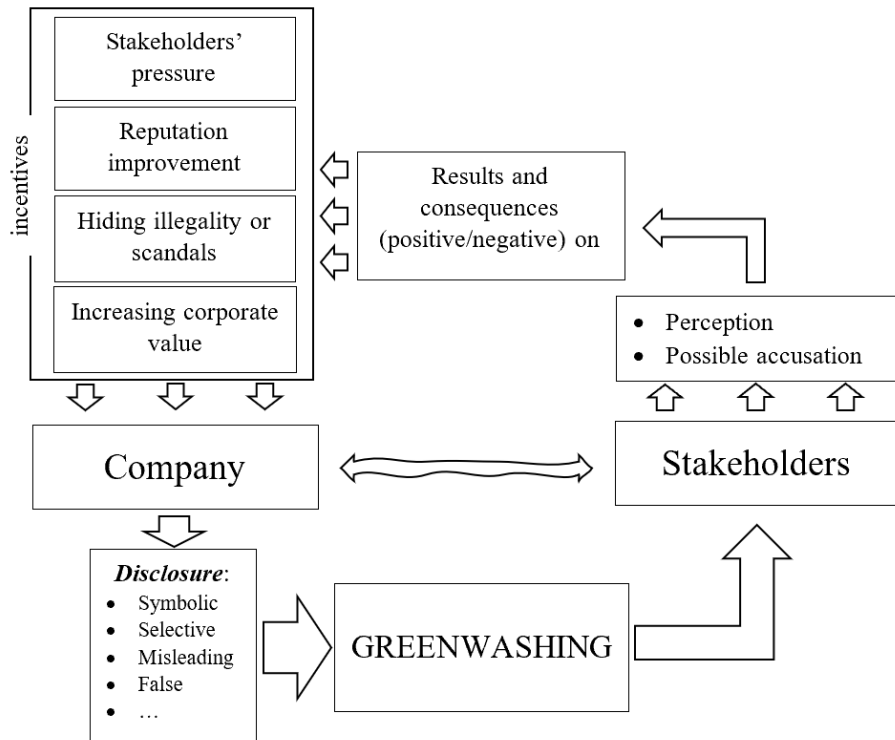 Stakeholders’
pressure
Reputation
improvement
Hiding illegality or
scandals
Increasing corporate
value
incentives
Results and
consequences
(positive/negative) on
• Perception
• Possible accusation
Company
Stakeholders
Disclosure:
• Symbolic
• Selective
• Misleading
• False
• …
GREENWASHING